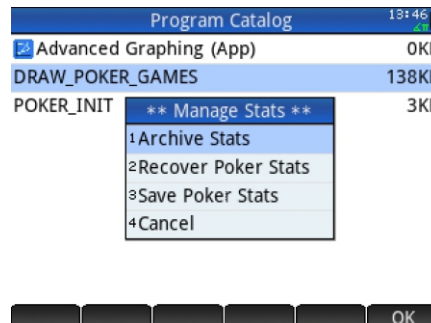 Program Catalog 13:46
∡π
Advanced Graphing (App) 0K
DRAW_POKER_GAMES 138K
POKER_INIT 3K
** Manage Stats **
1Archive Stats
2Recover Poker Stats
3Save Poker Stats
4Cancel
OK